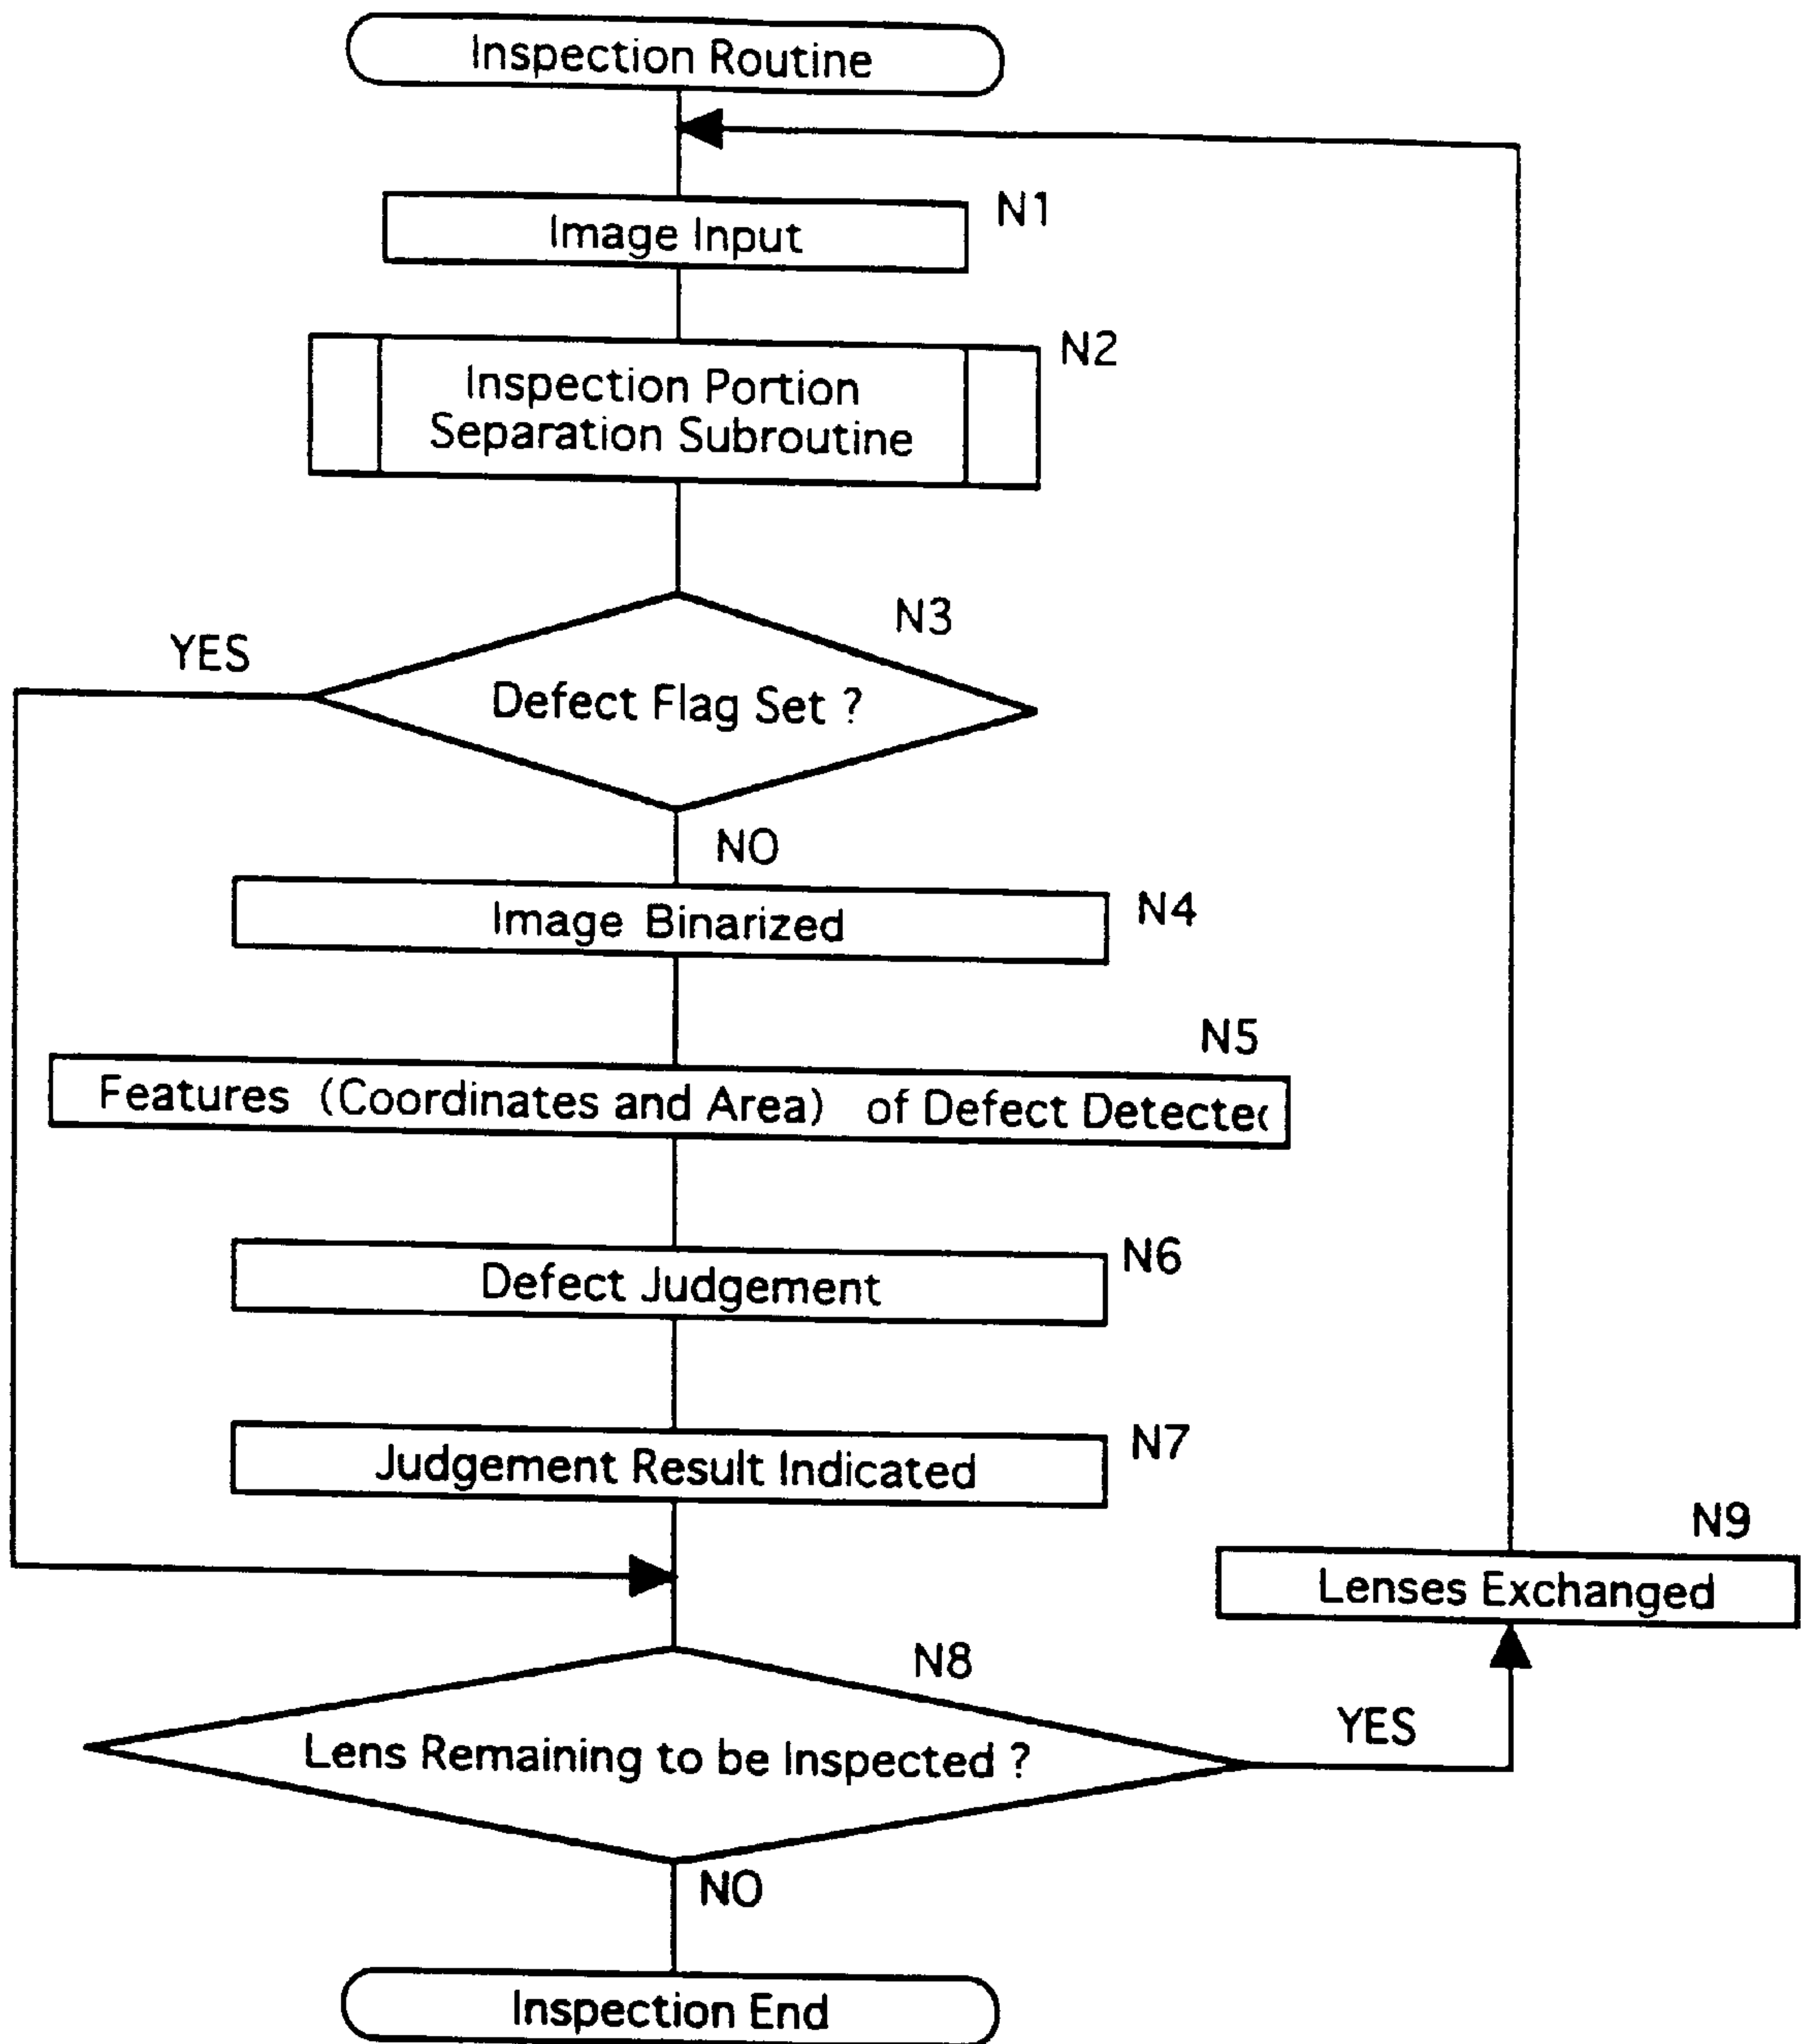 Inspection Routine
N1
Image Input
N2
Inspection Portion
Separation Subroutine
N3
YES
Defect Flag Set ?
NO
N4
Image Binarized
N5
Features (Coordinates and Area) of Defect Detected
N6
Defect Judgement
N7
Judgement Result Indicated
N9
Lenses Exchanged
N8
YES
Lens Remaining to be Inspected ?
NO
Inspection End